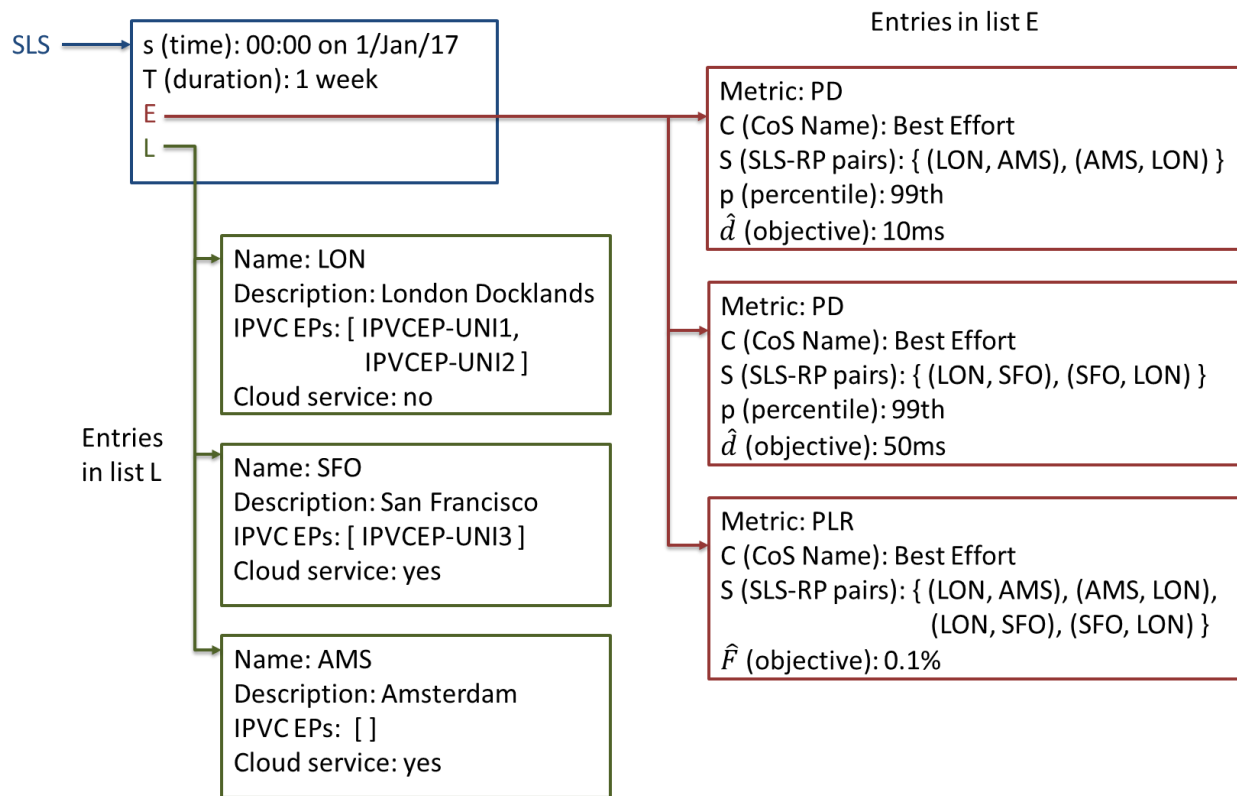 SLS
s (time): 00:00 on 1/Jan/17
T (duration): 1 week
E
L
Entries in list L
Name: LON
Description: London Docklands
IPVC EPs: [ IPVCEP-UNI1,
IPVCEP-UNI2 ]
Cloud service: no
Name: SFO
Description: San Francisco
IPVC EPs: [ IPVCEP-UNI3 ]
Cloud service: yes
Name: AMS
Description: Amsterdam
IPVC EPs: [ ]
Cloud service: yes
Entries in list E
Metric: PD
C (CoS Name): Best Effort
S (SLS-RP pairs): { (LON, AMS), (AMS, LON) }
p (percentile): 99th
d̂ (objective): 10ms
Metric: PD
C (CoS Name): Best Effort
S (SLS-RP pairs): { (LON, SFO), (SFO, LON) }
p (percentile): 99th
d̂ (objective): 50ms
Metric: PLR
C (CoS Name): Best Effort
S (SLS-RP pairs): { (LON, AMS), (AMS, LON),
(LON, SFO), (SFO, LON) }
F̂ (objective): 0.1%